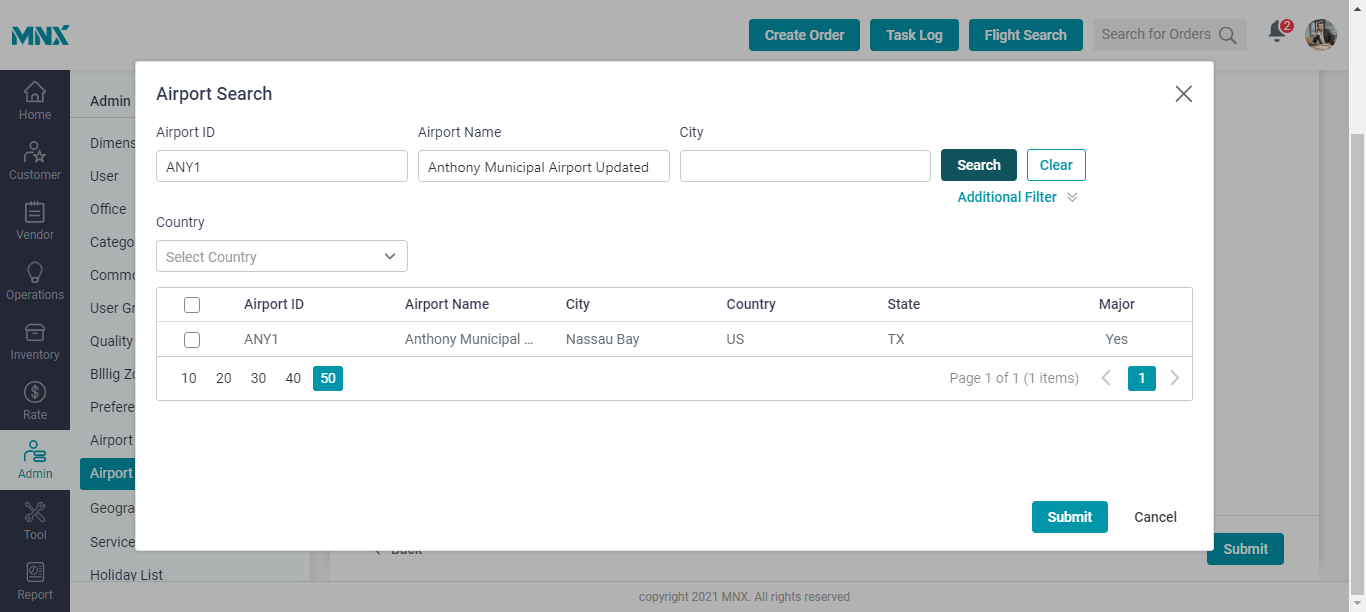 MNX
Create Order
Task Log
Flight Search
Search for Orders
2
Home
Customer
Vendor
Operations
Inventory
Rate
Admin
Tool
Report
Admin
Dimens
User
Office
Catego
Commo
User Gr
Quality
Blllig Zo
Prefere
Airport
Airport
Geogra
Service
Holiday List
Airport Search
Airport ID
Airport Name
City
ANY1
Anthony Municipal Airport Updated
Search
Clear
Additional Filter
Country
Select Country
Airport ID Airport Name City Country State Major
ANY1 Anthony Municipal ... Nassau Bay US TX Yes
10 20 30 40 50
Page 1 of 1 (1 items)
1
Submit
Cancel
Back
Submit
copyright 2021 MNX. All rights reserved